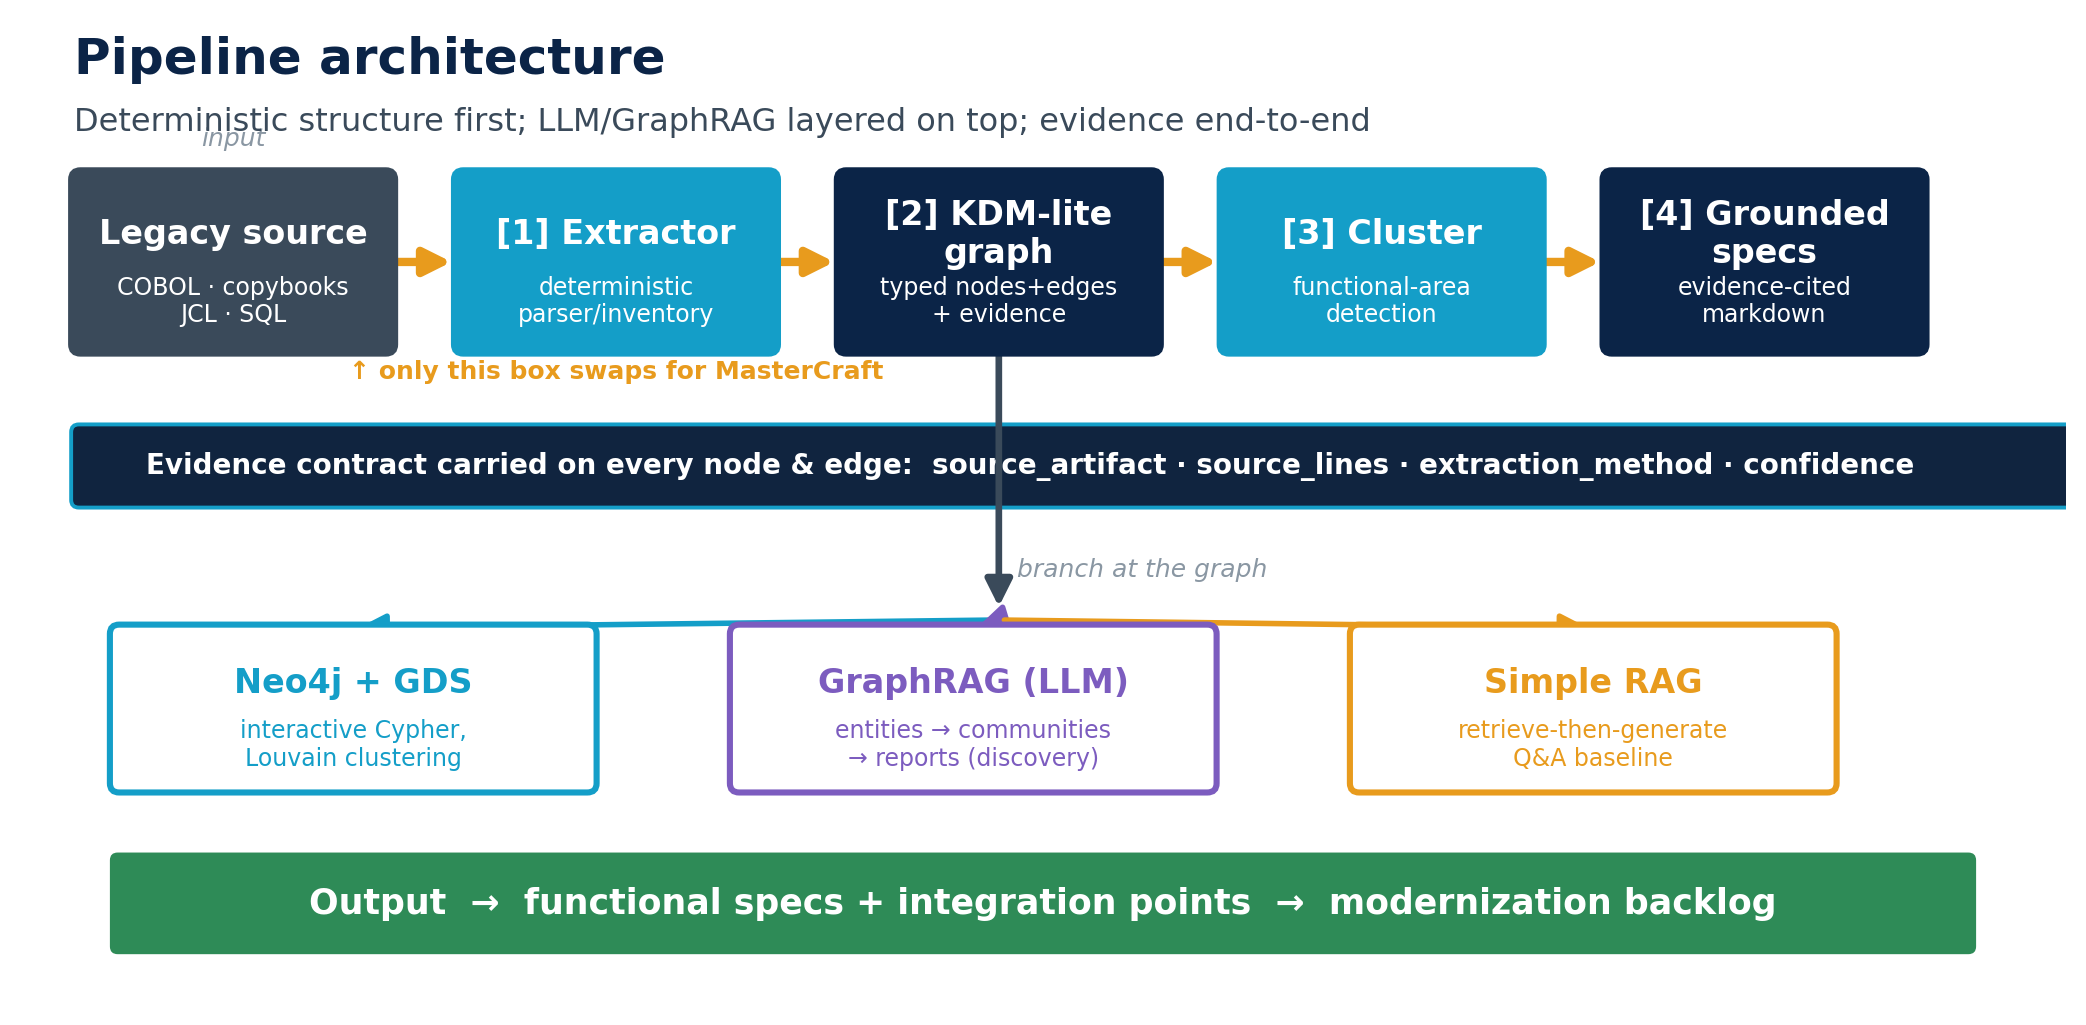 Pipeline architecture
Deterministic structure first; LLM/GraphRAG layered on top; evidence end-to-end
input
Legacy source
COBOL · copybooks
JCL · SQL
[1] Extractor
deterministic
parser/inventory
[2] KDM-lite
graph
typed nodes+edges
+ evidence
[3] Cluster
functional-area
detection
[4] Grounded
specs
evidence-cited
markdown
↑ only this box swaps for MasterCraft
Evidence contract carried on every node & edge:  source_artifact · source_lines · extraction_method · confidence
branch at the graph
Neo4j + GDS
interactive Cypher,
Louvain clustering
GraphRAG (LLM)
entities → communities
→ reports (discovery)
Simple RAG
retrieve-then-generate
Q&A baseline
Output → functional specs + integration points → modernization backlog